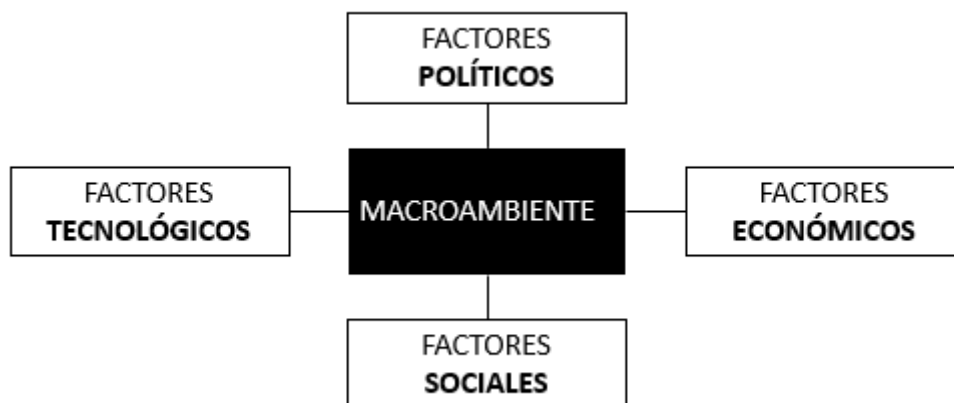 FACTORES
POLÍTICOS
FACTORES
TECNOLÓGICOS
MACROAMBIENTE
FACTORES
ECONÓMICOS
FACTORES
SOCIALES